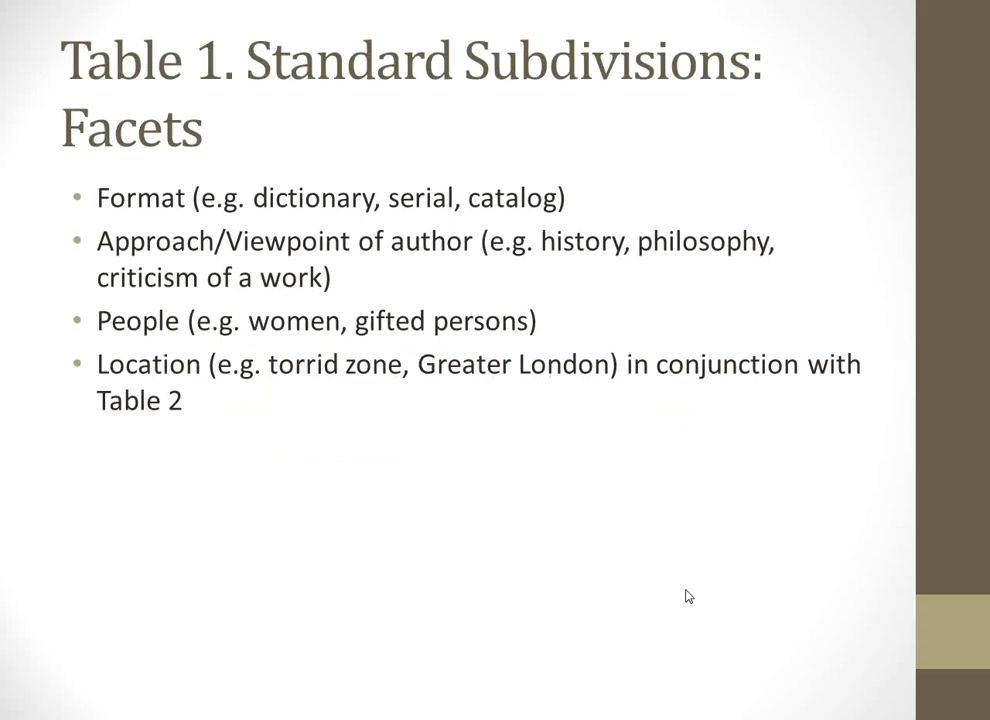 Table 1. Standard Subdivisions:
Facets
• Format (e.g. dictionary, serial, catalog)
• Approach/Viewpoint of author (e.g. history, philosophy,
criticism of a work)
• People (e.g. women, gifted persons)
• Location (e.g. torrid zone, Greater London) in conjunction with
Table 2